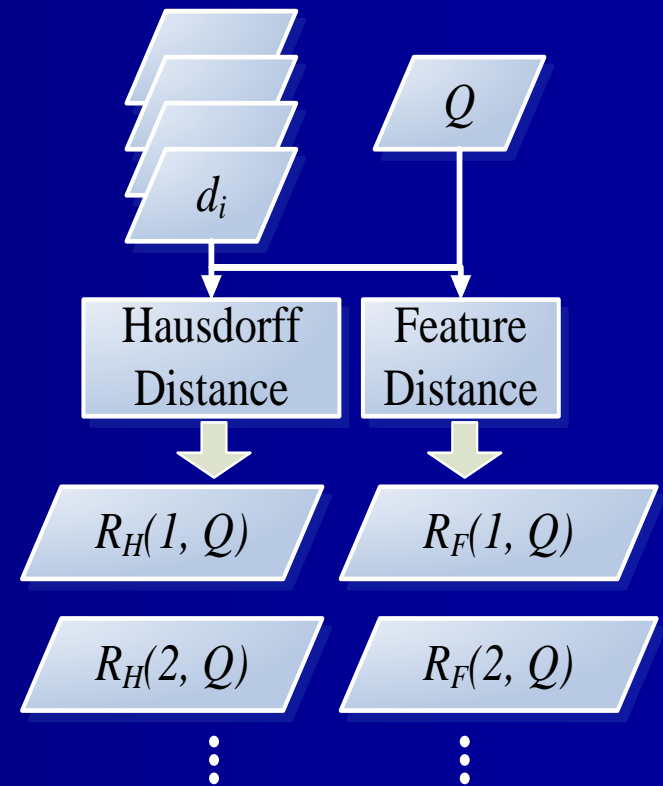 Q
d_i
Hausdorff
Distance
Feature
Distance
R_H(1, Q)
R_F(1, Q)
R_H(2, Q)
R_F(2, Q)